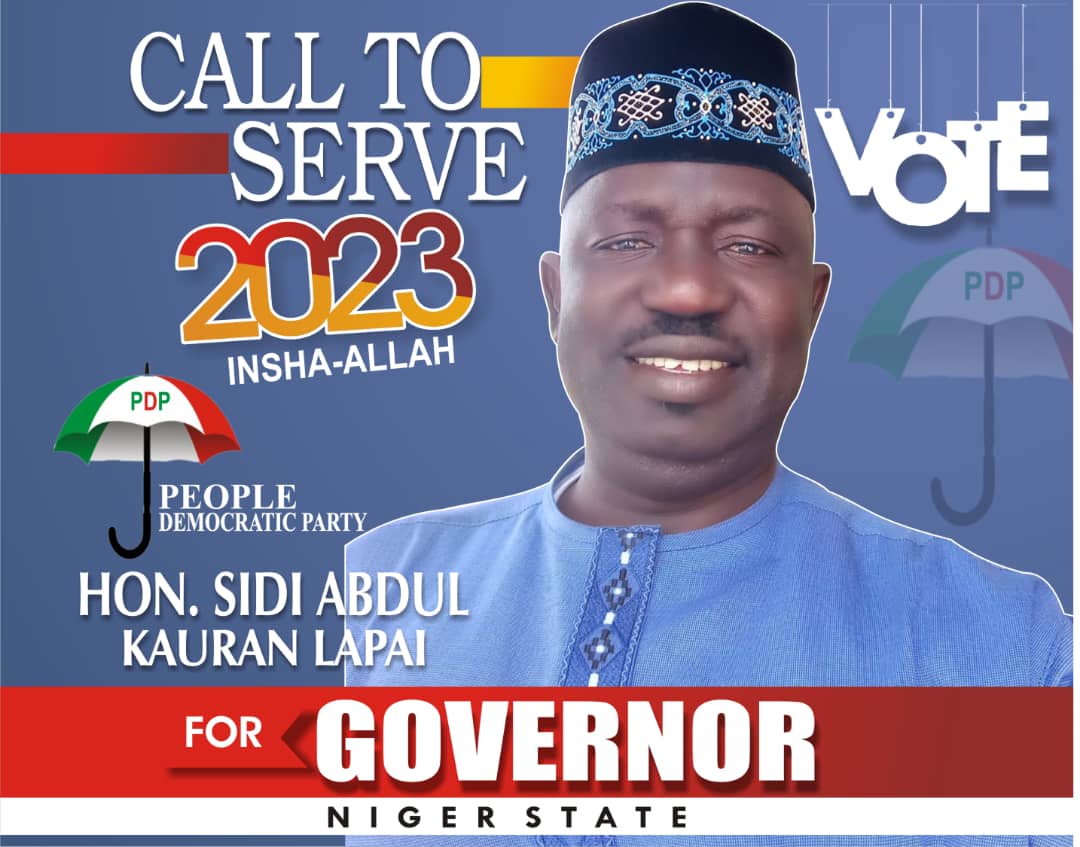 CALL TO
SERVE
2023
INSHA-ALLAH
VOTE
PDP
PDP
PEOPLE
DEMOCRATIC PARTY
HON. SIDI ABDUL
KAURAN LAPAI
FOR GOVERNOR
NIGER STATE